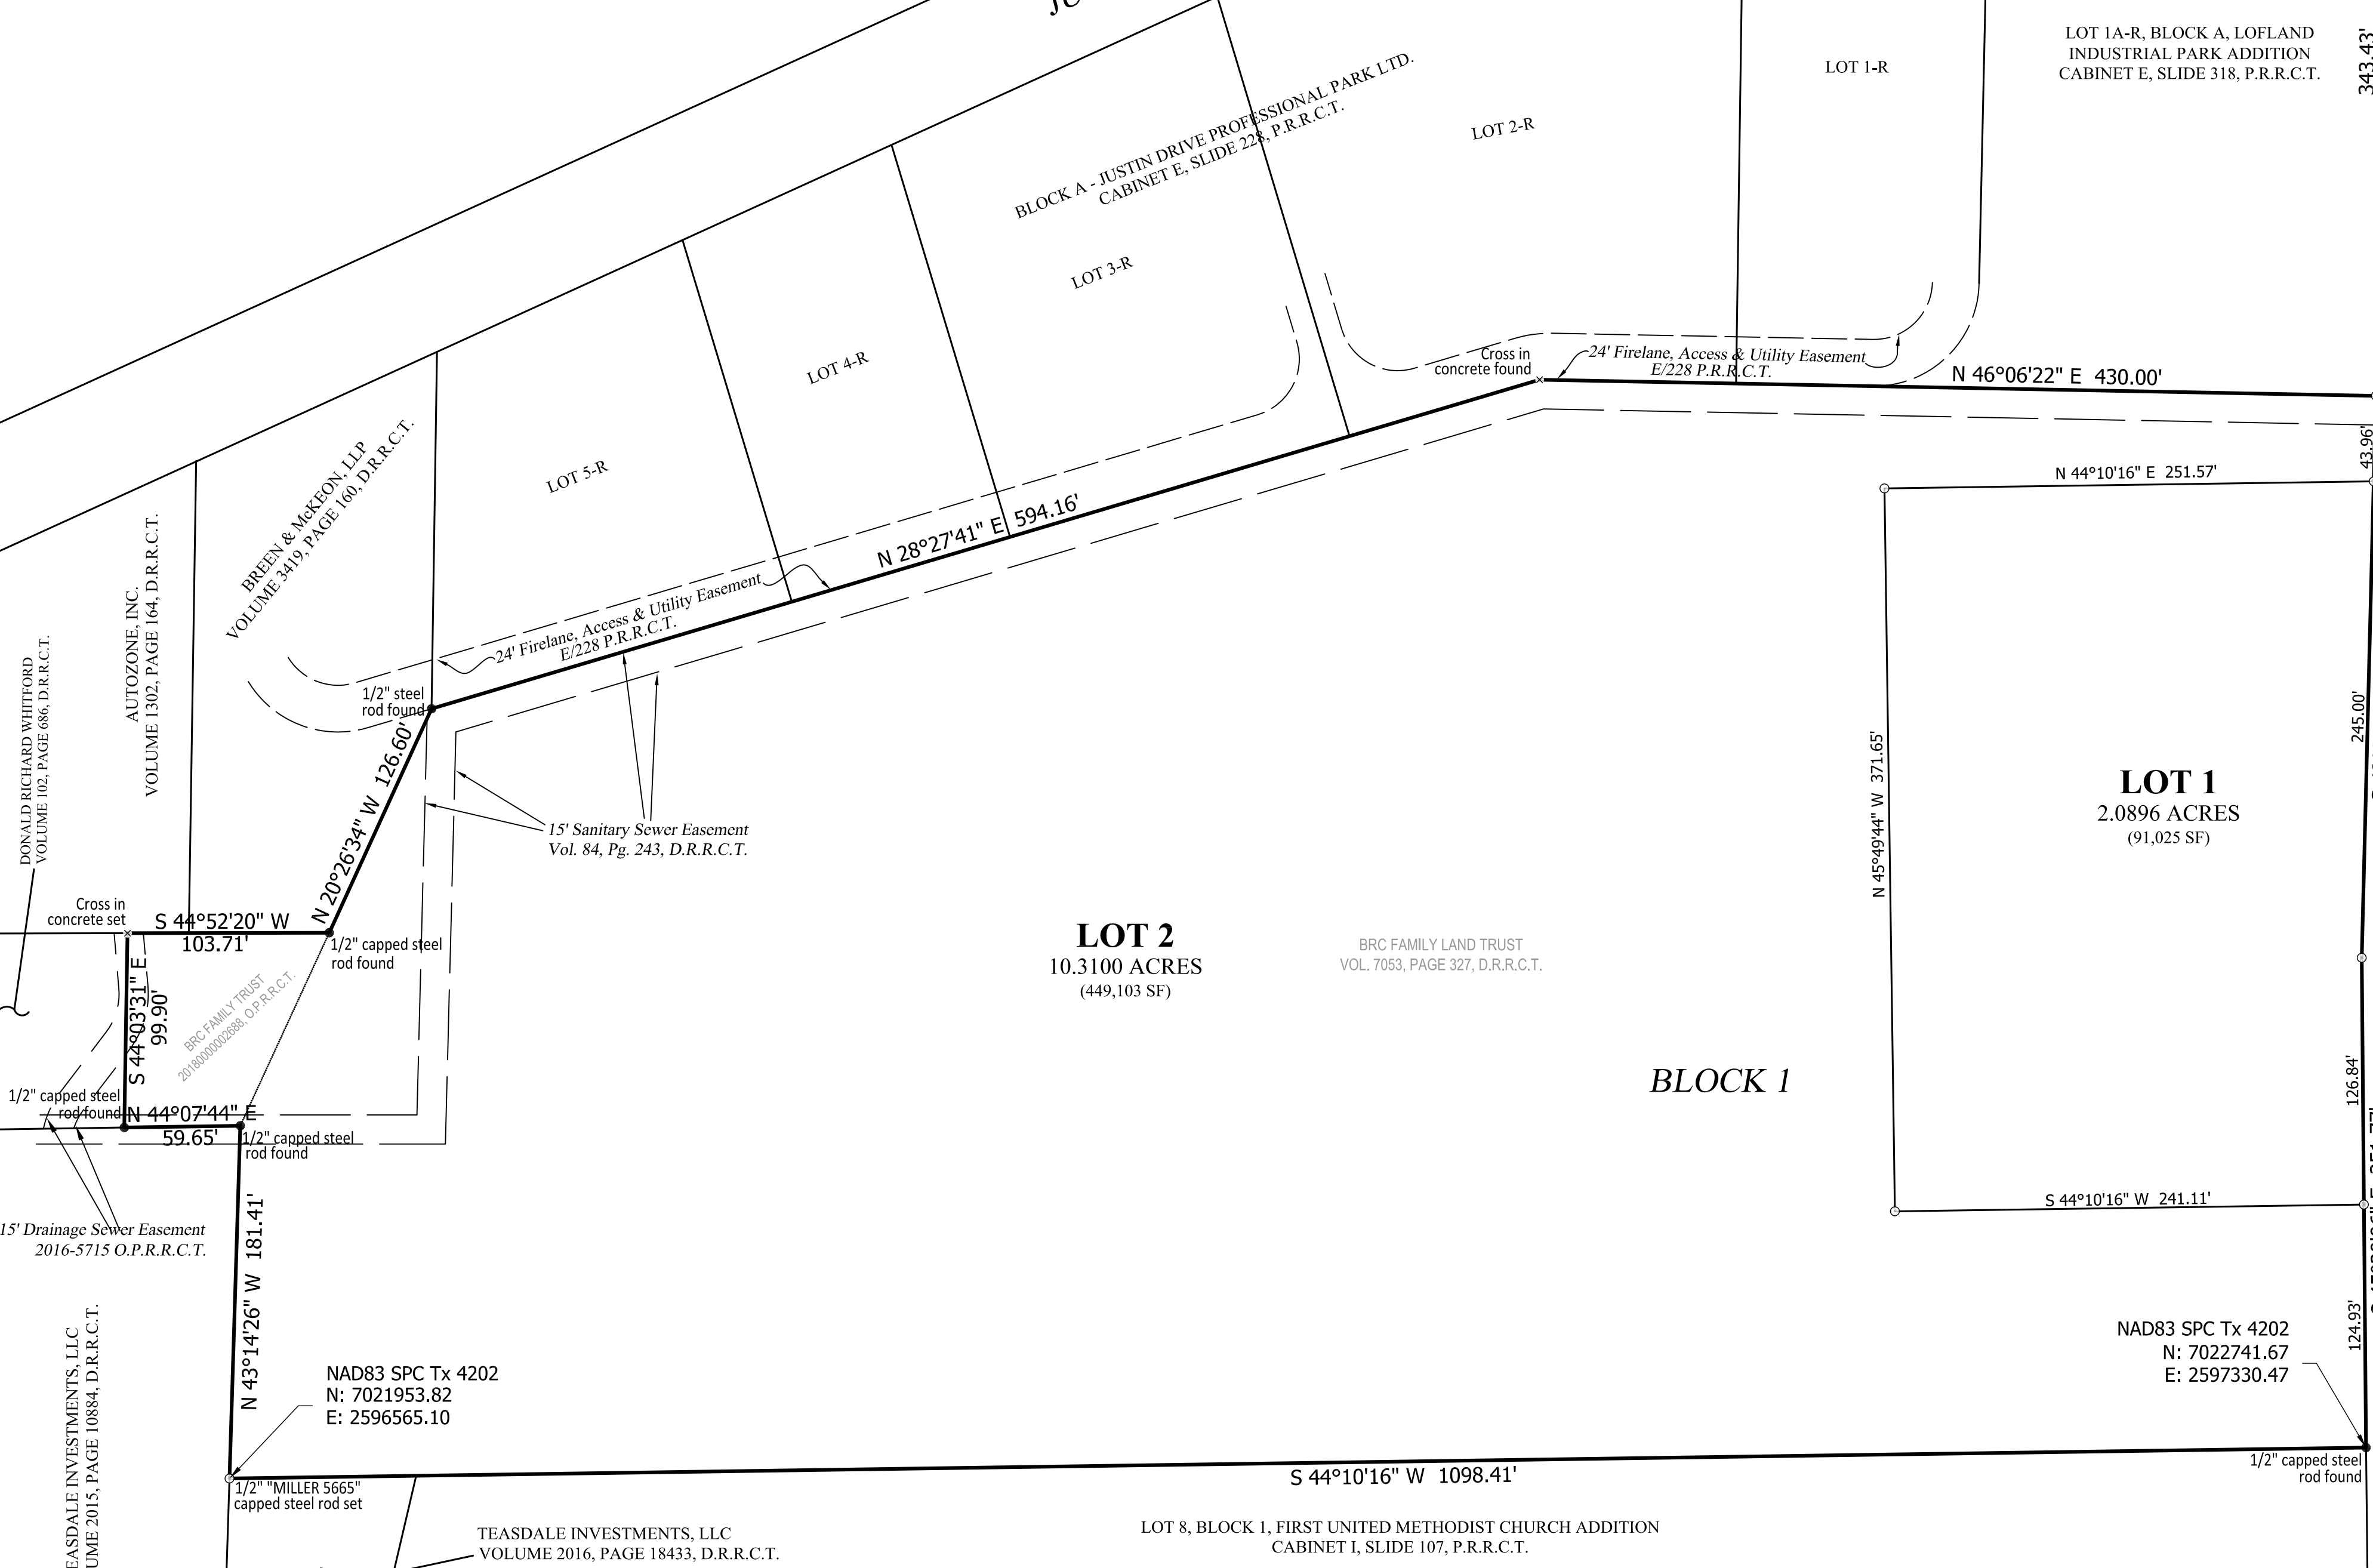 LOT 1A-R, BLOCK A, LOFLAND
INDUSTRIAL PARK ADDITION
CABINET E, SLIDE 318, P.R.R.C.T.
343.43'
LOT 1-R
LOT 2-R
BLOCK A - JUSTIN DRIVE PROFESSIONAL PARK LTD.
CABINET E, SLIDE 228, P.R.R.C.T.
LOT 3-R
LOT 4-R
LOT 5-R
Cross in
concrete found
24' Firelane, Access & Utility Easement
E/228 P.R.R.C.T.
N 46°06'22" E 430.00'
43.96'
N 44°10'16" E 251.57'
BREEN & McKEON, LLP
VOLUME 3419, PAGE 160, D.R.R.C.T.
AUTOZONE, INC.
VOLUME 1302, PAGE 164, D.R.R.C.T.
DONALD RICHARD WHITFORD
VOLUME 102, PAGE 686, D.R.R.C.T.
N 28°27'41" E 594.16'
24' Firelane, Access & Utility Easement
E/228 P.R.R.C.T.
1/2" steel
rod found
N 20°26'34" W 126.60'
15' Sanitary Sewer Easement
Vol. 84, Pg. 243, D.R.R.C.T.
N 45°49'44" W 371.65'
245.00'
LOT 1
2.0896 ACRES
(91,025 SF)
Cross in
concrete set
S 44°52'20" W
103.71'
1/2" capped steel
rod found
LOT 2
10.3100 ACRES
(449,103 SF)
BRC FAMILY LAND TRUST
VOL. 7053, PAGE 327, D.R.R.C.T.
S 44°03'31" E
99.90'
BRC FAMILY TRUST
20180000002688, O.P.R.R.C.T.
BLOCK 1
126.84'
1/2" capped steel
rod found
N 44°07'44" E
59.65'
1/2" capped steel
rod found
S 44°10'16" W 241.11'
15' Drainage Sewer Easement
2016-5715 O.P.R.R.C.T.
N 43°14'26" W 181.41'
124.93'
NAD83 SPC Tx 4202
N: 7022741.67
E: 2597330.47
NAD83 SPC Tx 4202
N: 7021953.82
E: 2596565.10
EASDALE INVESTMENTS, LLC
UME 2015, PAGE 10884, D.R.R.C.T.
1/2" "MILLER 5665"
capped steel rod set
S 44°10'16" W 1098.41'
1/2" capped steel
rod found
TEASDALE INVESTMENTS, LLC
VOLUME 2016, PAGE 18433, D.R.R.C.T.
LOT 8, BLOCK 1, FIRST UNITED METHODIST CHURCH ADDITION
CABINET I, SLIDE 107, P.R.R.C.T.